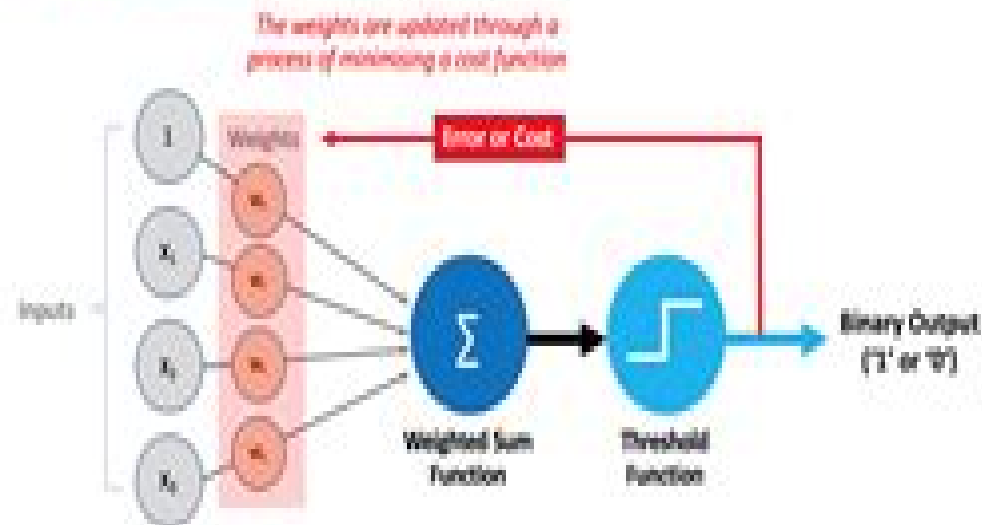 The weights are updated through a
process of minimising a cost function
1
Weights
Error or Cost
X₁
Inputs
Σ
Binary Output
('1' or '0')
Weighted Sum
Function
Threshold
Function